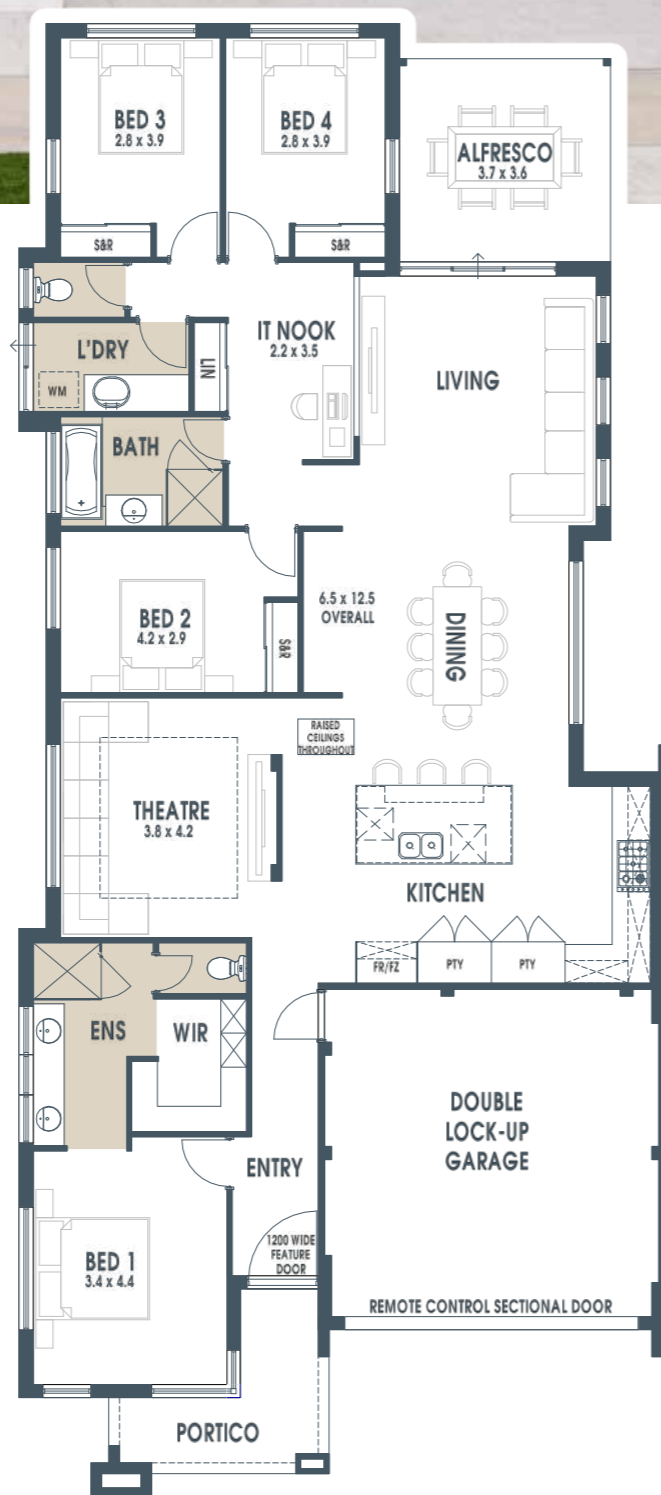 BED 3
2.8 x 3.9
BED 4
2.8 x 3.9
ALFRESCO
3.7 x 3.6
S&R
S&R
IT NOOK
2.2 x 3.5
L'DRY
WM
LIN
LIVING
BATH
BED 2
4.2 x 2.9
S&R
6.5 x 12.5
OVERALL
DINING
RAISED
CEILINGS
THROUGHOUT
THEATRE
3.8 x 4.2
KITCHEN
FR/FZ
PTY
PTY
ENS
WIR
DOUBLE
LOCK-UP
GARAGE
ENTRY
1200 WIDE
FEATURE
DOOR
BED 1
3.4 x 4.4
REMOTE CONTROL SECTIONAL DOOR
PORTICO